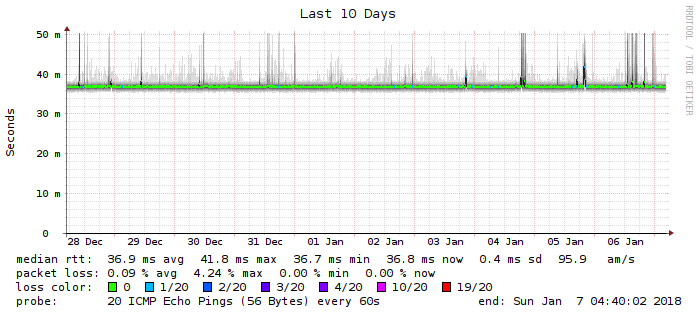 Last 10 Days
RRDTOOL / TOBI OETIKER
Seconds
50 m
40 m
30 m
20 m
10 m
0
28 Dec 29 Dec 30 Dec 31 Dec 01 Jan 02 Jan 03 Jan 04 Jan 05 Jan 06 Jan
median rtt: 36.9 ms avg 41.8 ms max 36.7 ms min 36.8 ms now 0.4 ms sd 95.9 am/s
packet loss: 0.09 % avg 4.24 % max 0.00 % min 0.00 % now
loss color: 0 1/20 2/20 3/20 4/20 10/20 19/20
probe: 20 ICMP Echo Pings (56 Bytes) every 60s end: Sun Jan 7 04:40:02 2018